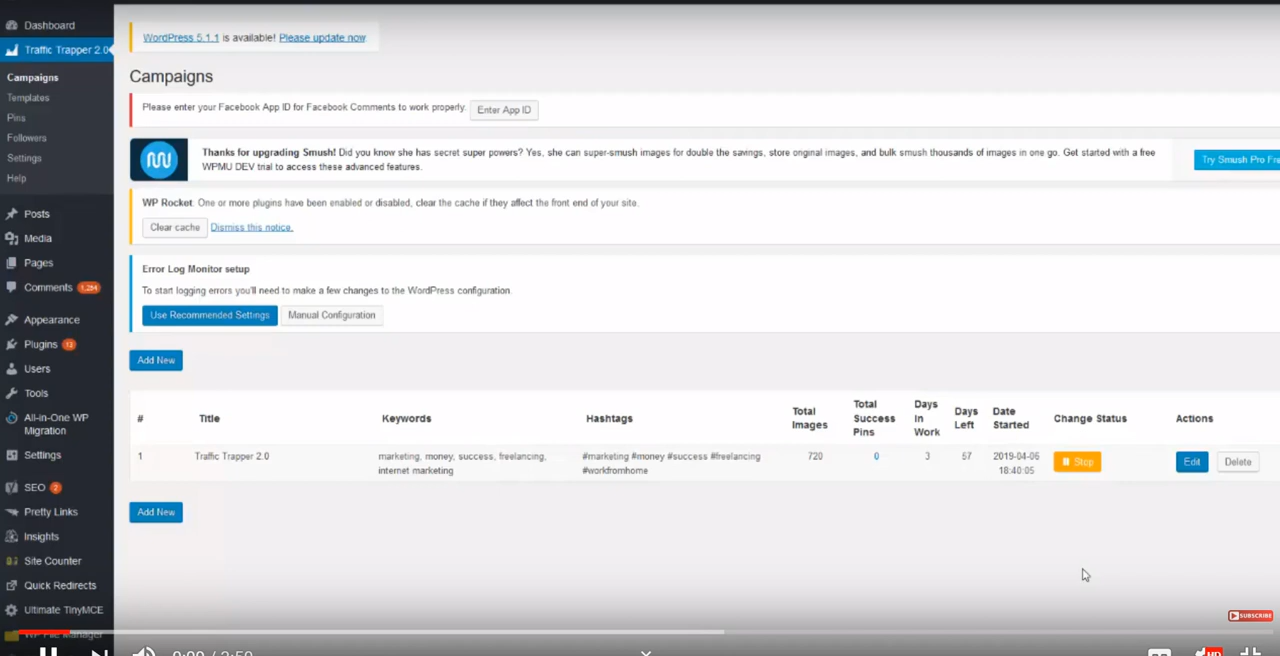 Dashboard
Traffic Trapper 2.0
Campaigns
Templates
Pins
Followers
Settings
Help
Posts
Media
Pages
Comments 1,294
Appearance
Plugins 13
Users
Tools
All-in-One WP
Migration
Settings
SEO 2
Pretty Links
Insights
Site Counter
Quick Redirects
Ultimate TinyMCE
WP File Manager
WordPress 5.1.1 is available! Please update now
Campaigns
Please enter your Facebook App ID for Facebook Comments to work properly. Enter App ID
Thanks for upgrading Smush! Did you know she has secret super powers? Yes, she can super-smush images for double the savings, store original images, and bulk smush thousands of images in one go. Get started with a free
WPMU DEV trial to access these advanced features.
Try Smush Pro Fre
WP Rocket: One or more plugins have been enabled or disabled, clear the cache if they affect the front end of your site.
Clear cache Dismiss this notice.
Error Log Monitor setup
To start logging errors you'll need to make a few changes to the WordPress configuration.
Use Recommended Settings Manual Configuration
Add New
# Title Keywords Hashtags Total Images Total Success Pins Days In Work Days Left Date Started Change Status Actions
1 Traffic Trapper 2.0 marketing, money, success, freelancing, #marketing #money #success #freelancing 720 0 3 57 2019-04-06 Stop Edit Delete
internet marketing #workfromhome 18:40:05
Add New
SUBSCRIBE
HD